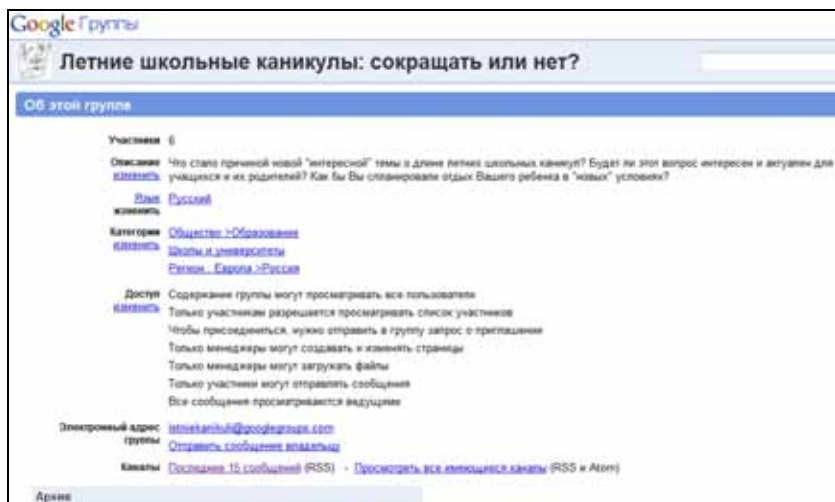 Google Группы
Летние школьные каникулы: сокращать или нет?
Об этой группе
Участники 6
Описание Что стало причиной новой "интересной" темы о длине летних школьных каникул? Будет ли этот вопрос интересен и актуален для
изменить учащихся и их родителей? Как бы Вы спланировали отдых Вашего ребенка в "новых" условиях?
Язык Русский
изменить
Категории Общество >Образование
изменить Школы и университеты
Регион : Европа >Россия
Доступ Содержание группы могут просматривать все пользователи
изменить Только участникам разрешается просматривать список участников
Чтобы присоединиться, нужно отправить в группу запрос о приглашении
Только менеджеры могут создавать и изменять страницы
Только менеджеры могут загружать файлы
Только участники могут отправлять сообщения
Все сообщения просматриваются ведущими
Электронный адрес letniekanikuli@googlegroups.com
группы Отправить сообщение владельцу
Каналы Последние 15 сообщений (RSS) - Просмотреть все имеющиеся каналы (RSS и Atom)
Архив